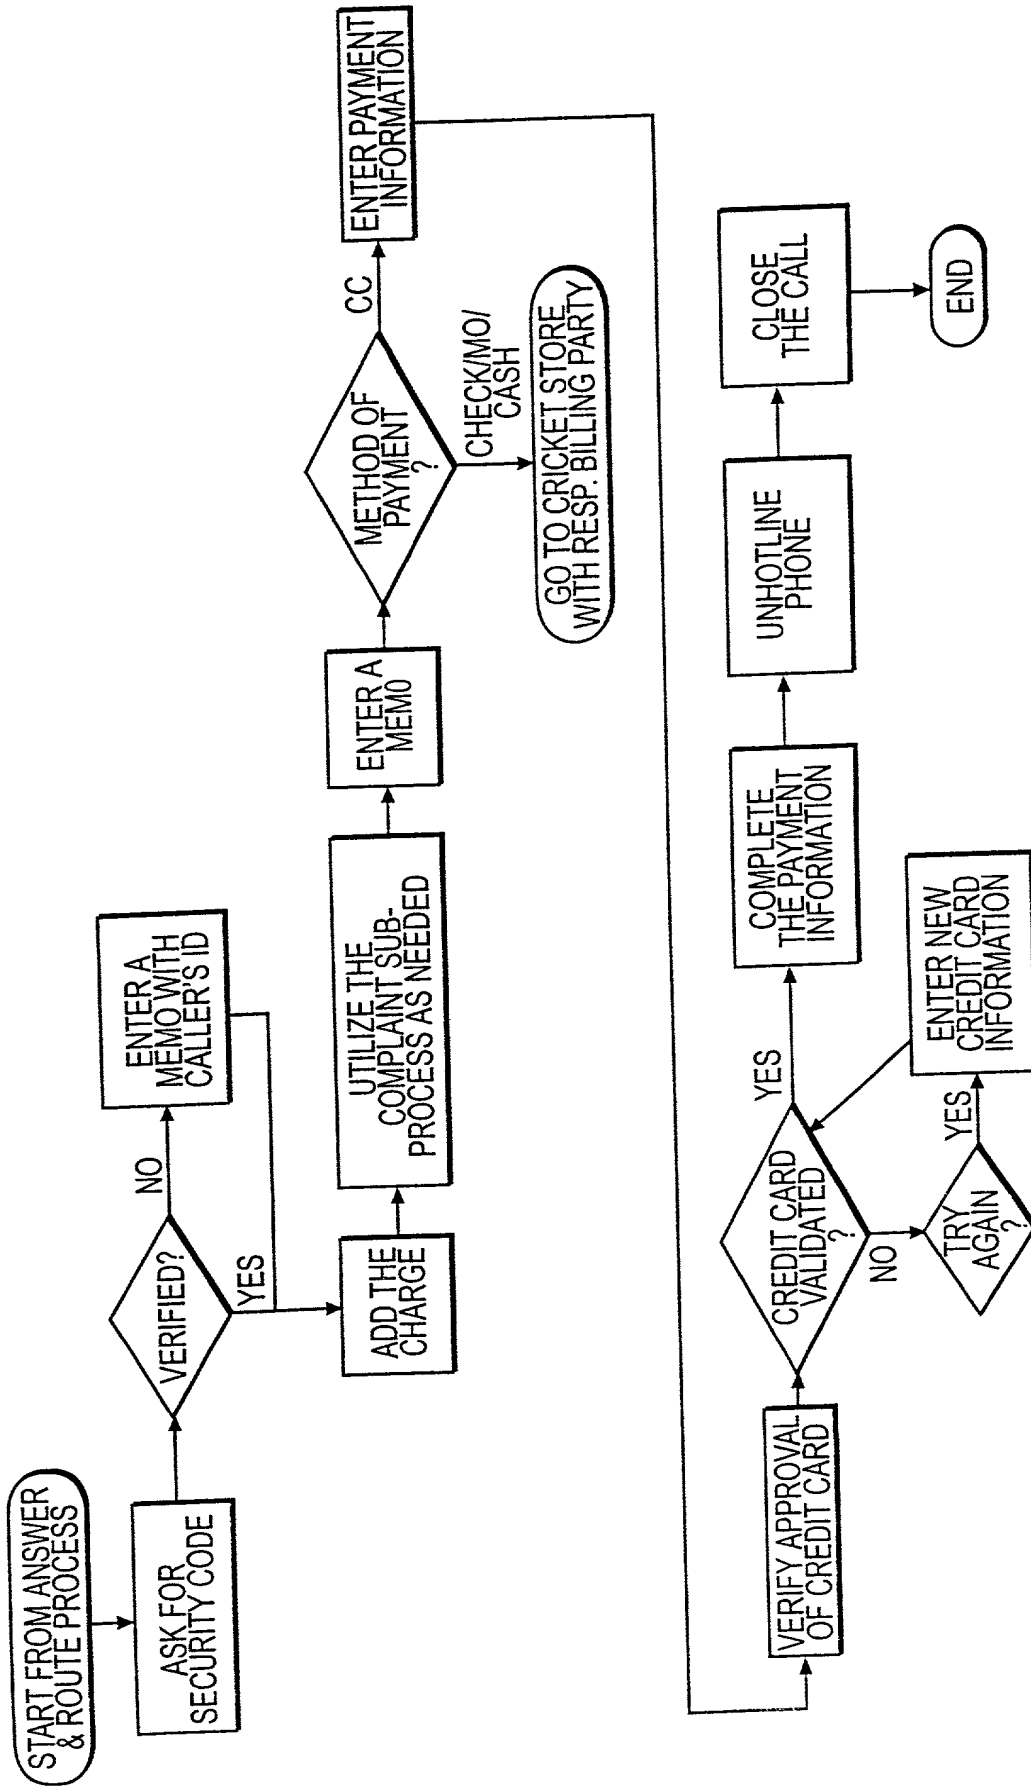 START FROM ANSWER
& ROUTE PROCESS
ASK FOR
SECURITY CODE
VERIFIED?
NO
ENTER A
MEMO WITH
CALLER'S ID
YES
ADD THE
CHARGE
UTILIZE THE
COMPLAINT SUB-
PROCESS AS NEEDED
ENTER A
MEMO
METHOD OF
PAYMENT
?
CC
ENTER PAYMENT
INFORMATION
CHECK/MO/
CASH
GO TO CRICKET STORE
WITH RESP. BILLING PARTY
VERIFY APPROVAL
OF CREDIT CARD
CREDIT CARD
VALIDATED
?
YES
COMPLETE
THE PAYMENT
INFORMATION
UNHOTLINE
PHONE
CLOSE
THE CALL
END
NO
TRY
AGAIN
?
YES
ENTER NEW
CREDIT CARD
INFORMATION